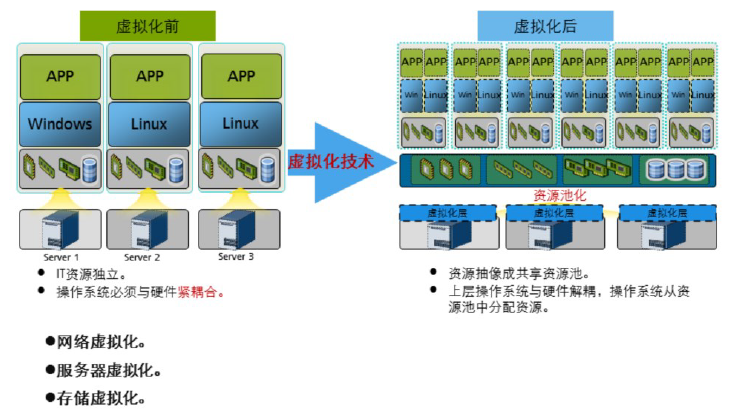 虚拟化前
虚拟化后
APP APP APP
Windows Linux Linux
Server 1 Server 2 Server 3
虚拟化技术
APP APP APP APP APP APP APP APP APP APP APP APP
Win Linux Win Linux Win Linux Win Linux Win Linux Win Linux
资源池化
虚拟化层 虚拟化层 虚拟化层
● IT资源独立。
● 操作系统必须与硬件紧耦合。
● 资源抽像成共享资源池。
● 上层操作系统与硬件解耦，操作系统从资
源池中分配资源。
●网络虚拟化。
●服务器虚拟化。
●存储虚拟化。